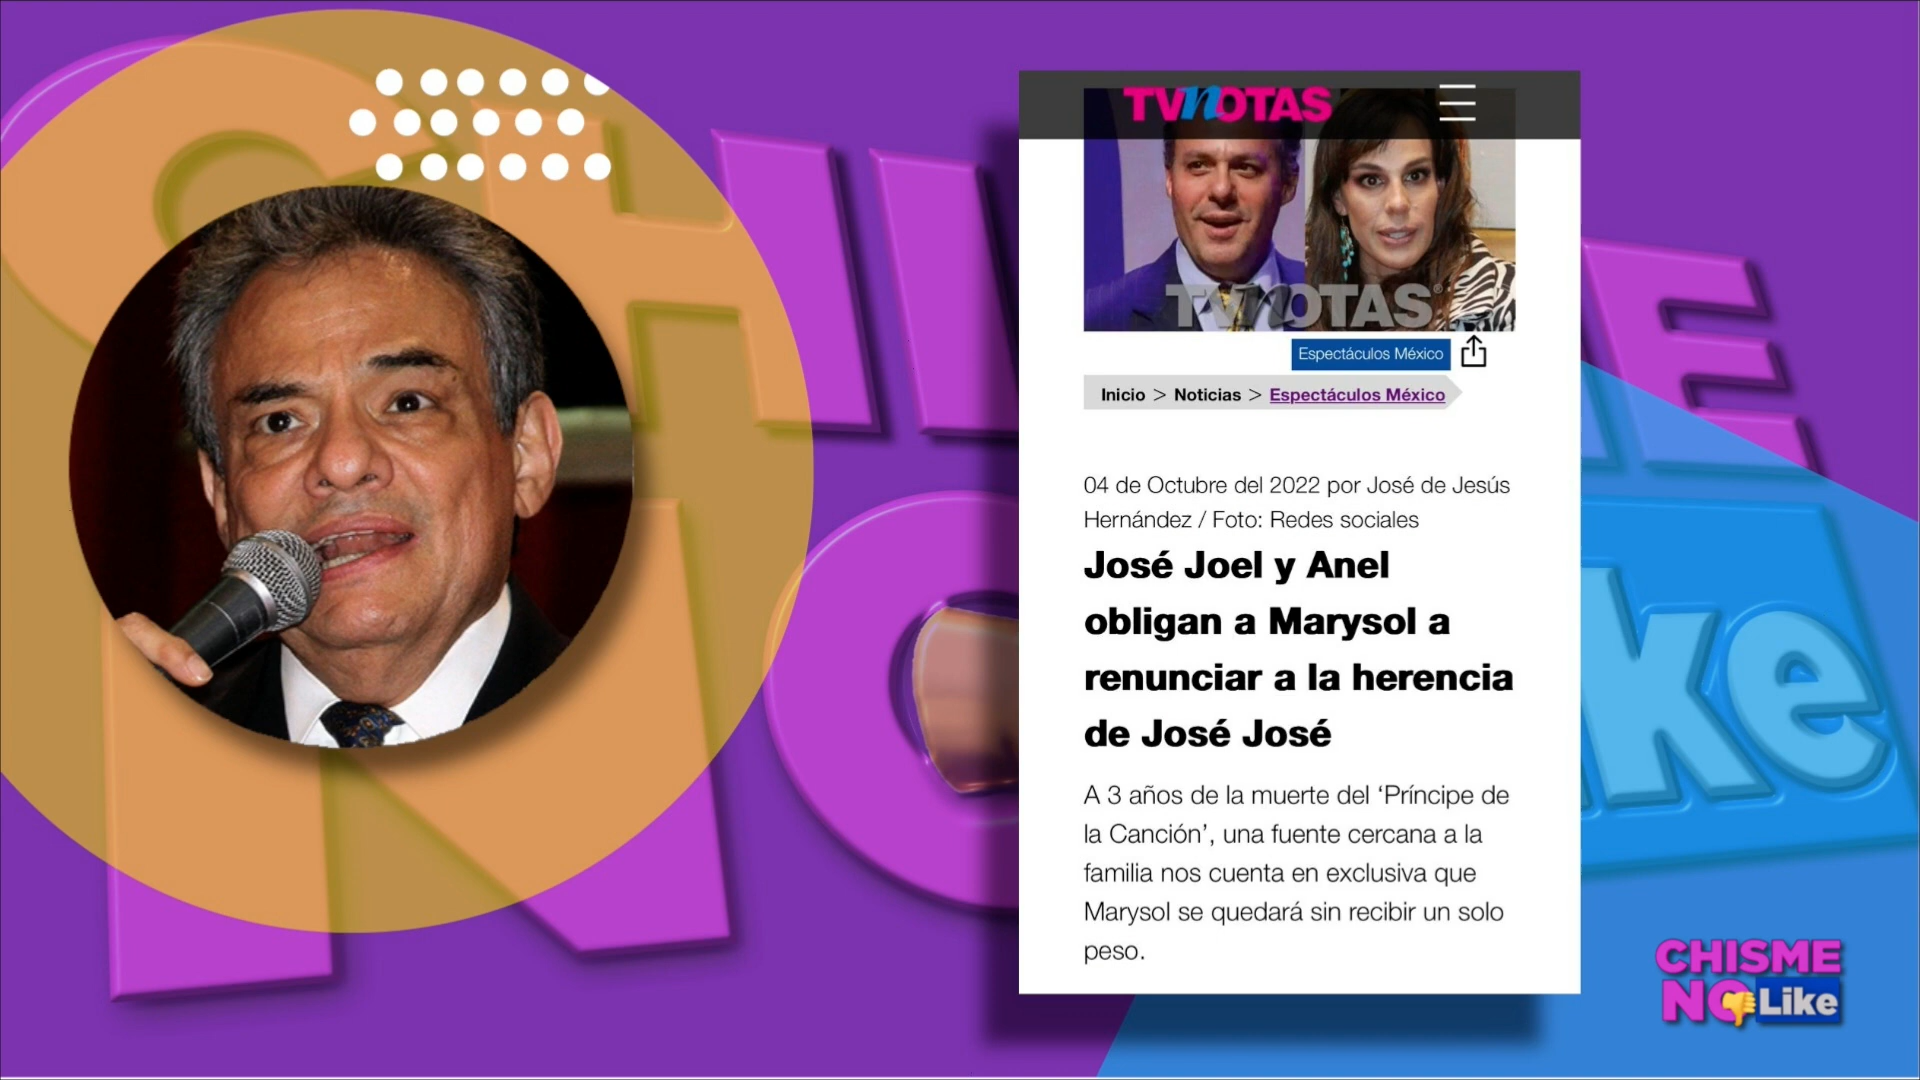 TVnOTAS
TVnOTAS®
Espectáculos México
Inicio > Noticias > Espectáculos México
04 de Octubre del 2022 por José de Jesús
Hernández / Foto: Redes sociales
José Joel y Anel
obligan a Marysol a
renunciar a la herencia
de José José
A 3 años de la muerte del ‘Príncipe de
la Canción’, una fuente cercana a la
familia nos cuenta en exclusiva que
Marysol se quedará sin recibir un solo
peso.
CHISME
NO Like